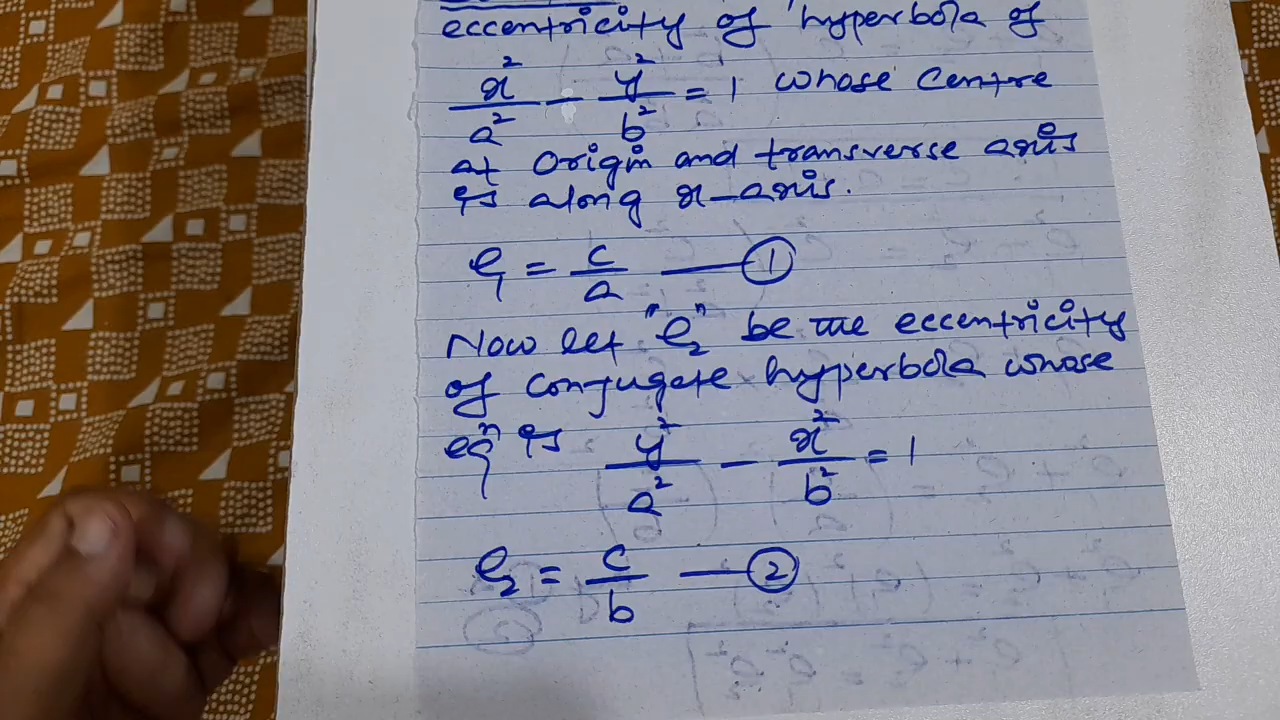 eccentricity of hyperbola of
x²/a² - y²/b² = 1 whose centre
at origin and transverse axis
is along x-axis.
e₁ = c/a —— ①
Now let "e₂" be the eccentricity
of conjugate hyperbola whose
eqⁿ is y²/a² - x²/b² = 1
e₂ = c/b —— ②